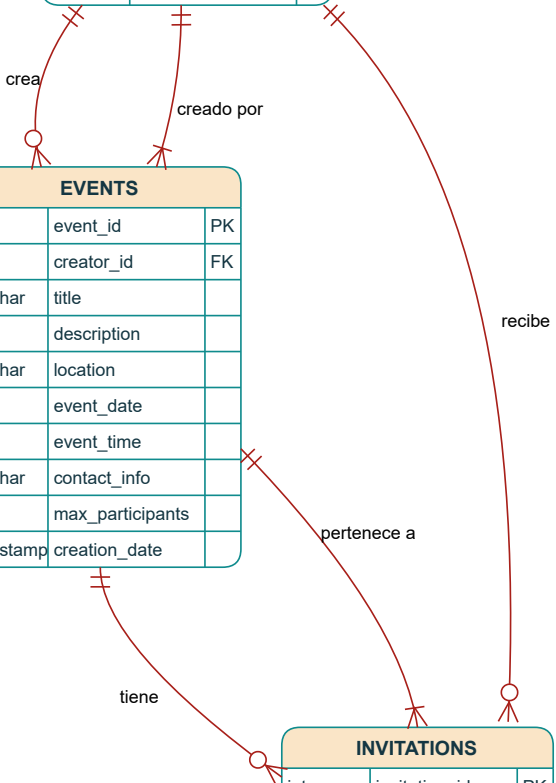 crea
creado por
EVENTS
event_id PK
creator_id FK
har title
description
har location
event_date
event_time
har contact_info
max_participants
stamp creation_date
recibe
pertenece a
tiene
INVITATIONS